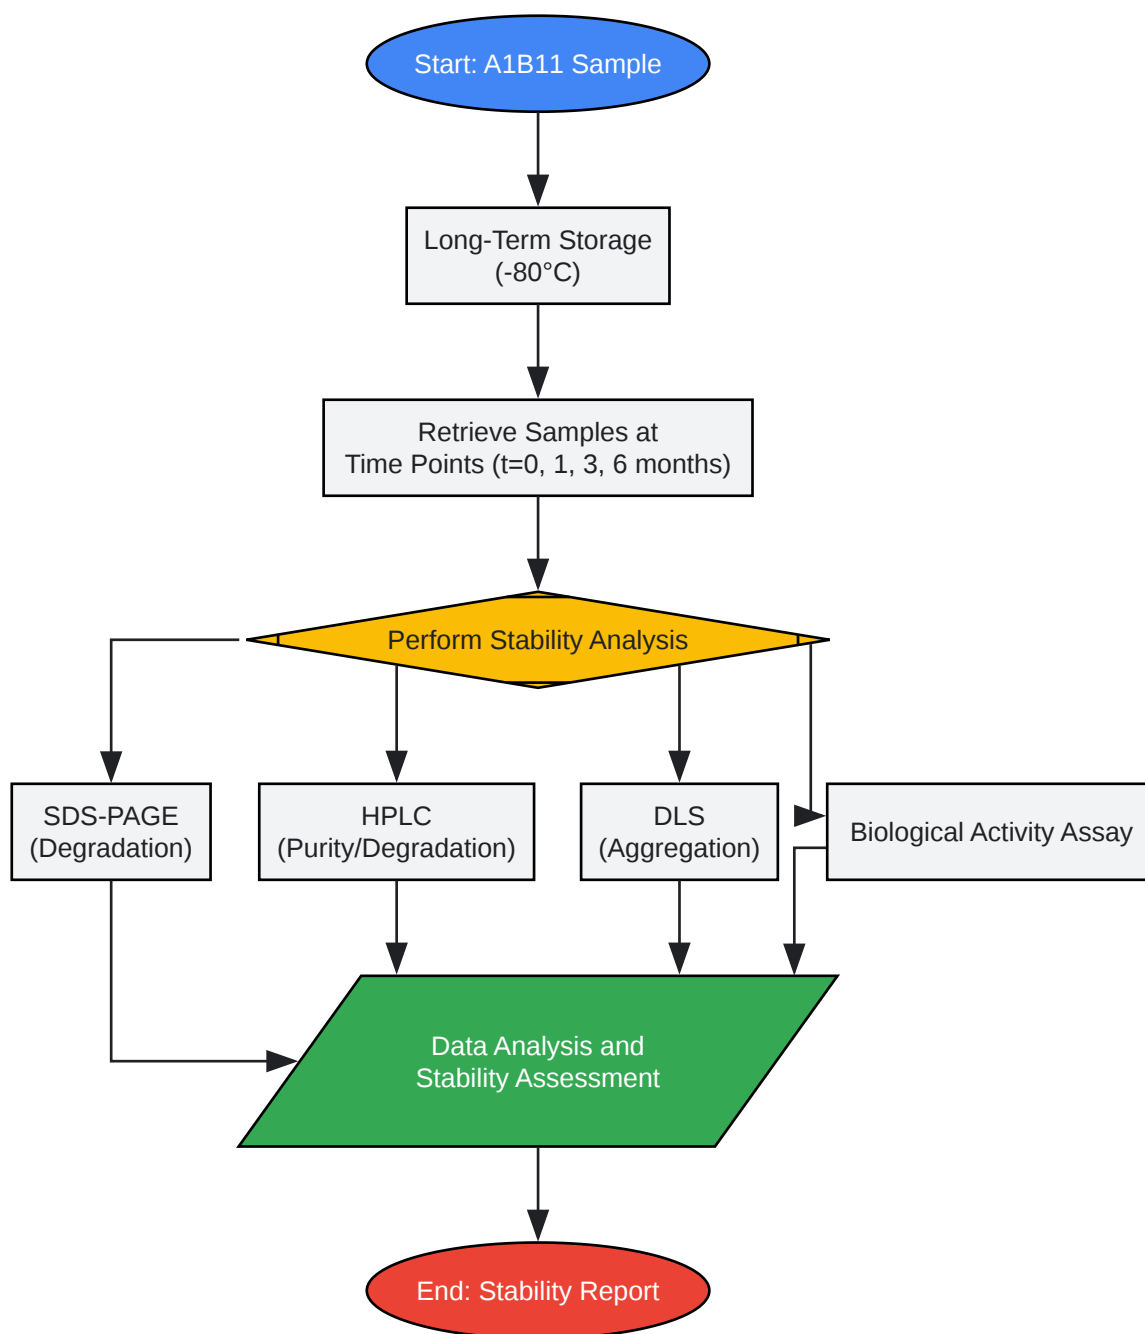 Start: A1B11 Sample
Long-Term Storage
(-80°C)
Retrieve Samples at
Time Points (t=0, 1, 3, 6 months)
Perform Stability Analysis
SDS-PAGE
(Degradation)
HPLC
(Purity/Degradation)
DLS
(Aggregation)
Biological Activity Assay
Data Analysis and
Stability Assessment
End: Stability Report